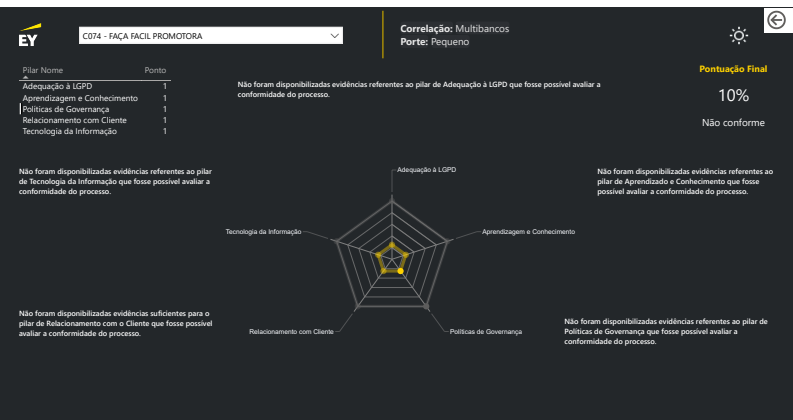 EY
C074 - FAÇA FACIL PROMOTORA
Correlação: Multibancos
Porte: Pequeno
Pilar Nome Ponto
Adequação à LGPD 1
Aprendizagem e Conhecimento 1
Políticas de Governança 1
Relacionamento com Cliente 1
Tecnologia da Informação 1
Não foram disponibilizadas evidências referentes ao pilar de Adequação à LGPD que fosse possível avaliar a
conformidade do processo.
Pontuação Final
10%
Não conforme
Não foram disponibilizadas evidências referentes ao pilar
de Tecnologia da Informação que fosse possível avaliar a
conformidade do processo.
Adequação à LGPD
Não foram disponibilizadas evidências referentes ao
pilar de Aprendizado e Conhecimento que fosse
possível avaliar a conformidade do processo.
Tecnologia da Informação
Aprendizagem e Conhecimento
Não foram disponibilizadas evidências suficientes para o
pilar de Relacionamento com o Cliente que fosse possível
avaliar a conformidade do processo.
Relacionamento com Cliente
Políticas de Governança
Não foram disponibilizadas evidências referentes ao pilar de
Políticas de Governança que fosse possível avaliar a
conformidade do processo.